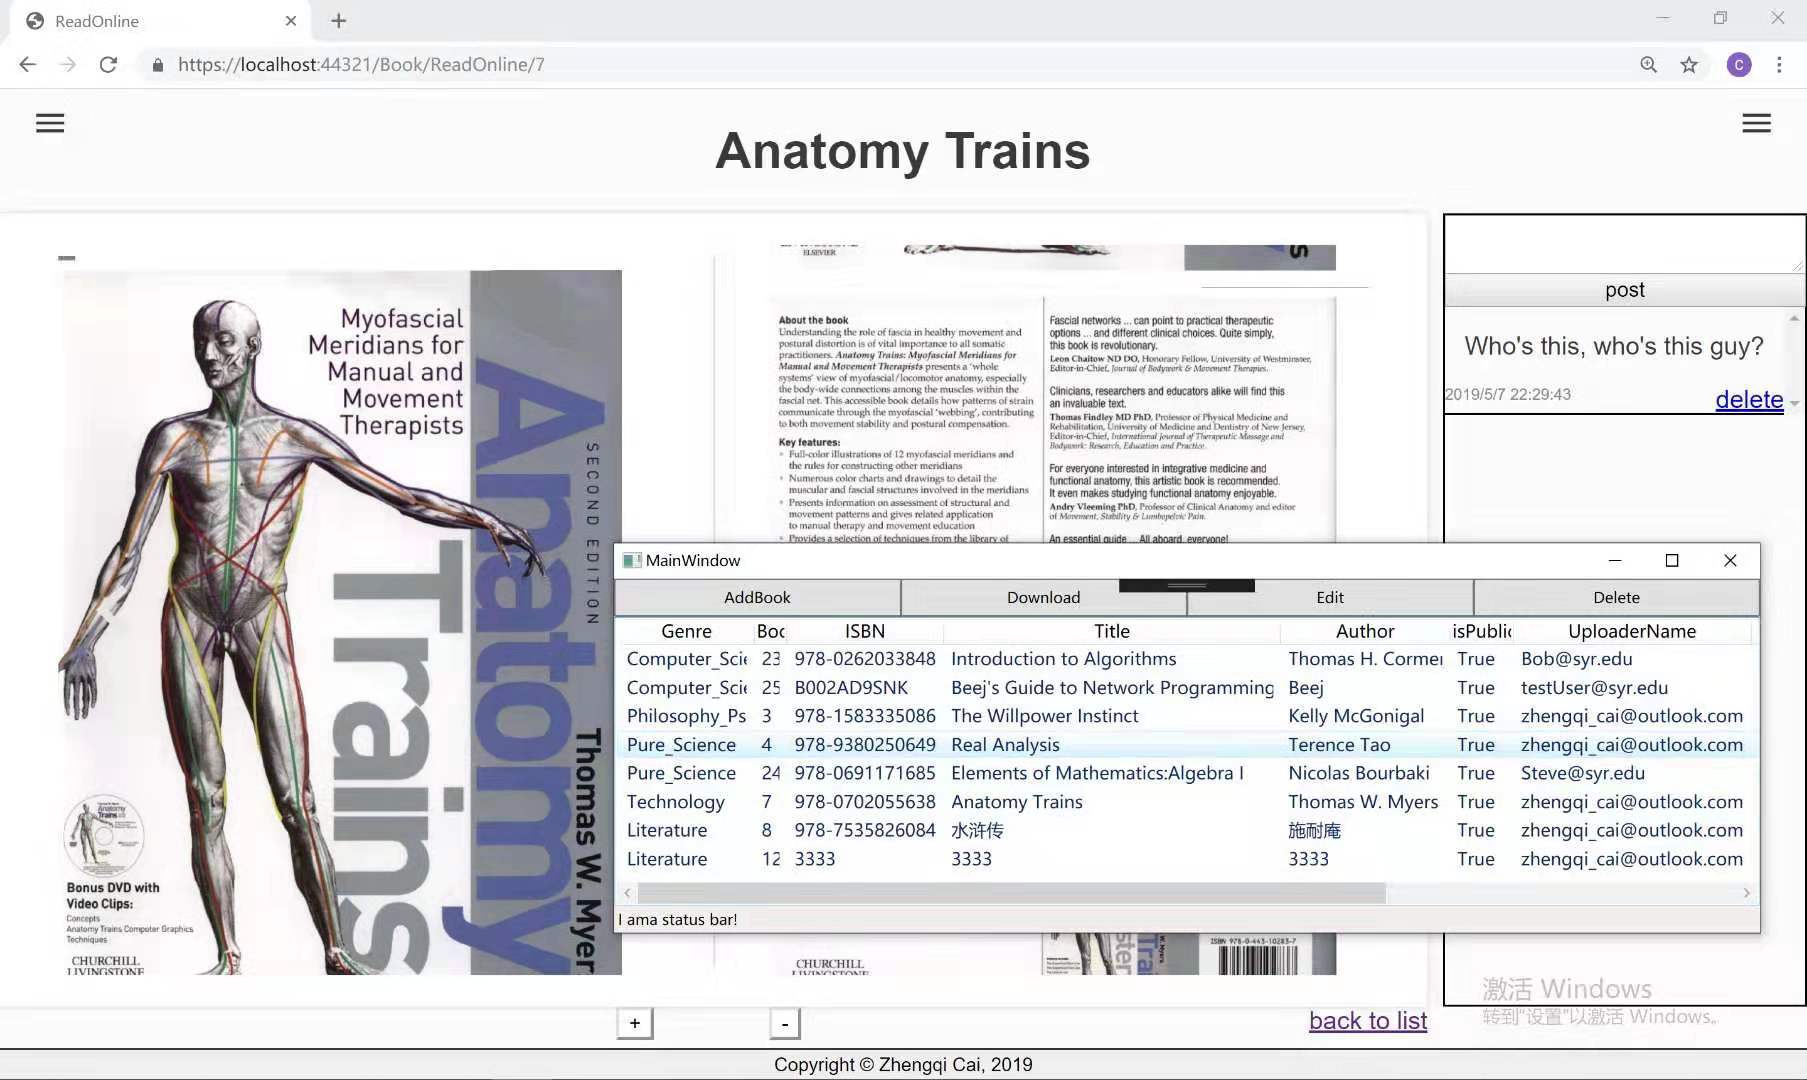 ReadOnline
https://localhost:44321/Book/ReadOnline/7
C
Anatomy Trains
Myofascial
Meridians for
Manual and
Movement
Therapists
Anatomy
Trains
SECOND EDITION
Thomas W. Myer
Bonus DVD with
Video Clips:
Concepts
Anatomy Trains Computer Graphics
Techniques
CHURCHILL
LIVINGSTONE
ELSEVIER
About the book
Understanding the role of fascia in healthy movement and
postural distortion is of vital importance to all somatic
practitioners. Anatomy Trains: Myofascial Meridians for
Manual and Movement Therapists presents a 'whole
systems' view of myofascial/locomotor anatomy, especially
the body-wide connections among the muscles within the
fascial net. This accessible book details how patterns of strain
communicate through the myofascial 'webbing', contributing
to both movement stability and postural compensation.
Key features:
Full-color illustrations of 12 myofascial meridians and
the rules for constructing other meridians
Numerous color charts and drawings to detail the
muscular and fascial structures involved in the meridians
Presents information on assessment of structural and
movement patterns and gives related application
to manual therapy and movement education
Provides a selection of techniques from the library of
Fascial networks ... can point to practical therapeutic
options ... and different clinical choices. Quite simply,
this book is revolutionary.
Leon Chaitow ND DO, Honorary Fellow, University of Westminster,
Editor-in-Chief, Journal of Bodywork & Movement Therapies.
Clinicians, researchers and educators alike will find this
an invaluable text.
Thomas Findley MD PhD, Professor of Physical Medicine and
Rehabilitation, University of Medicine and Dentistry of New Jersey,
Editor-in-Chief, International Journal of Therapeutic Massage and
Bodywork: Research, Education and Practice.
For everyone interested in integrative medicine and
functional anatomy, this artistic book is recommended.
It even makes studying functional anatomy enjoyable.
Andry Vleeming PhD, Professor of Clinical Anatomy and editor
of Movement, Stability & Lumbopelvic Pain.
An essential guide ... All aboard, everyone!
CHURCHILL
LIVINGSTONE
ISBN 978-0-443-10283-7
post
Who's this, who's this guy?
2019/5/7 22:29:43 delete
MainWindow
AddBook Download Edit Delete
Genre Boo ISBN Title Author isPublic UploaderName
Computer_Scie 23 978-0262033848 Introduction to Algorithms Thomas H. Cormer True Bob@syr.edu
Computer_Scie 25 B002AD9SNK Beej's Guide to Network Programming Beej True testUser@syr.edu
Philosophy_Ps 3 978-1583335086 The Willpower Instinct Kelly McGonigal True zhengqi_cai@outlook.com
Pure_Science 4 978-9380250649 Real Analysis Terence Tao True zhengqi_cai@outlook.com
Pure_Science 24 978-0691171685 Elements of Mathematics:Algebra I Nicolas Bourbaki True Steve@syr.edu
Technology 7 978-0702055638 Anatomy Trains Thomas W. Myers True zhengqi_cai@outlook.com
Literature 8 978-7535826084 水浒传 施耐庵 True zhengqi_cai@outlook.com
Literature 12 3333 3333 3333 True zhengqi_cai@outlook.com
I ama status bar!
激活 Windows
转到“设置”以激活 Windows。
+ - back to list
Copyright © Zhengqi Cai, 2019